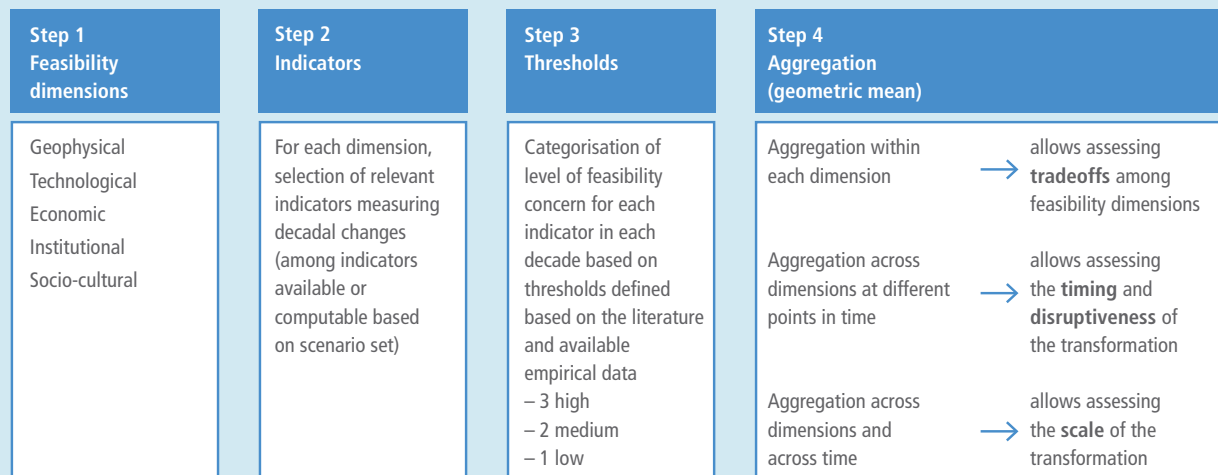 Step 1
Feasibility
dimensions
Geophysical
Technological
Economic
Institutional
Socio-cultural
Step 2
Indicators
For each dimension,
selection of relevant
indicators measuring
decadal changes
(among indicators
available or
computable based
on scenario set)
Step 3
Thresholds
Categorisation of
level of feasibility
concern for each
indicator in each
decade based on
thresholds defined
based on the literature
and available
empirical data
– 3 high
– 2 medium
– 1 low
Step 4
Aggregation
(geometric mean)
Aggregation within
each dimension
allows assessing
tradeoffs among
feasibility dimensions
Aggregation across
dimensions at different
points in time
allows assessing
the timing and
disruptiveness of
the transformation
Aggregation across
dimensions and
across time
allows assessing
the scale of the
transformation